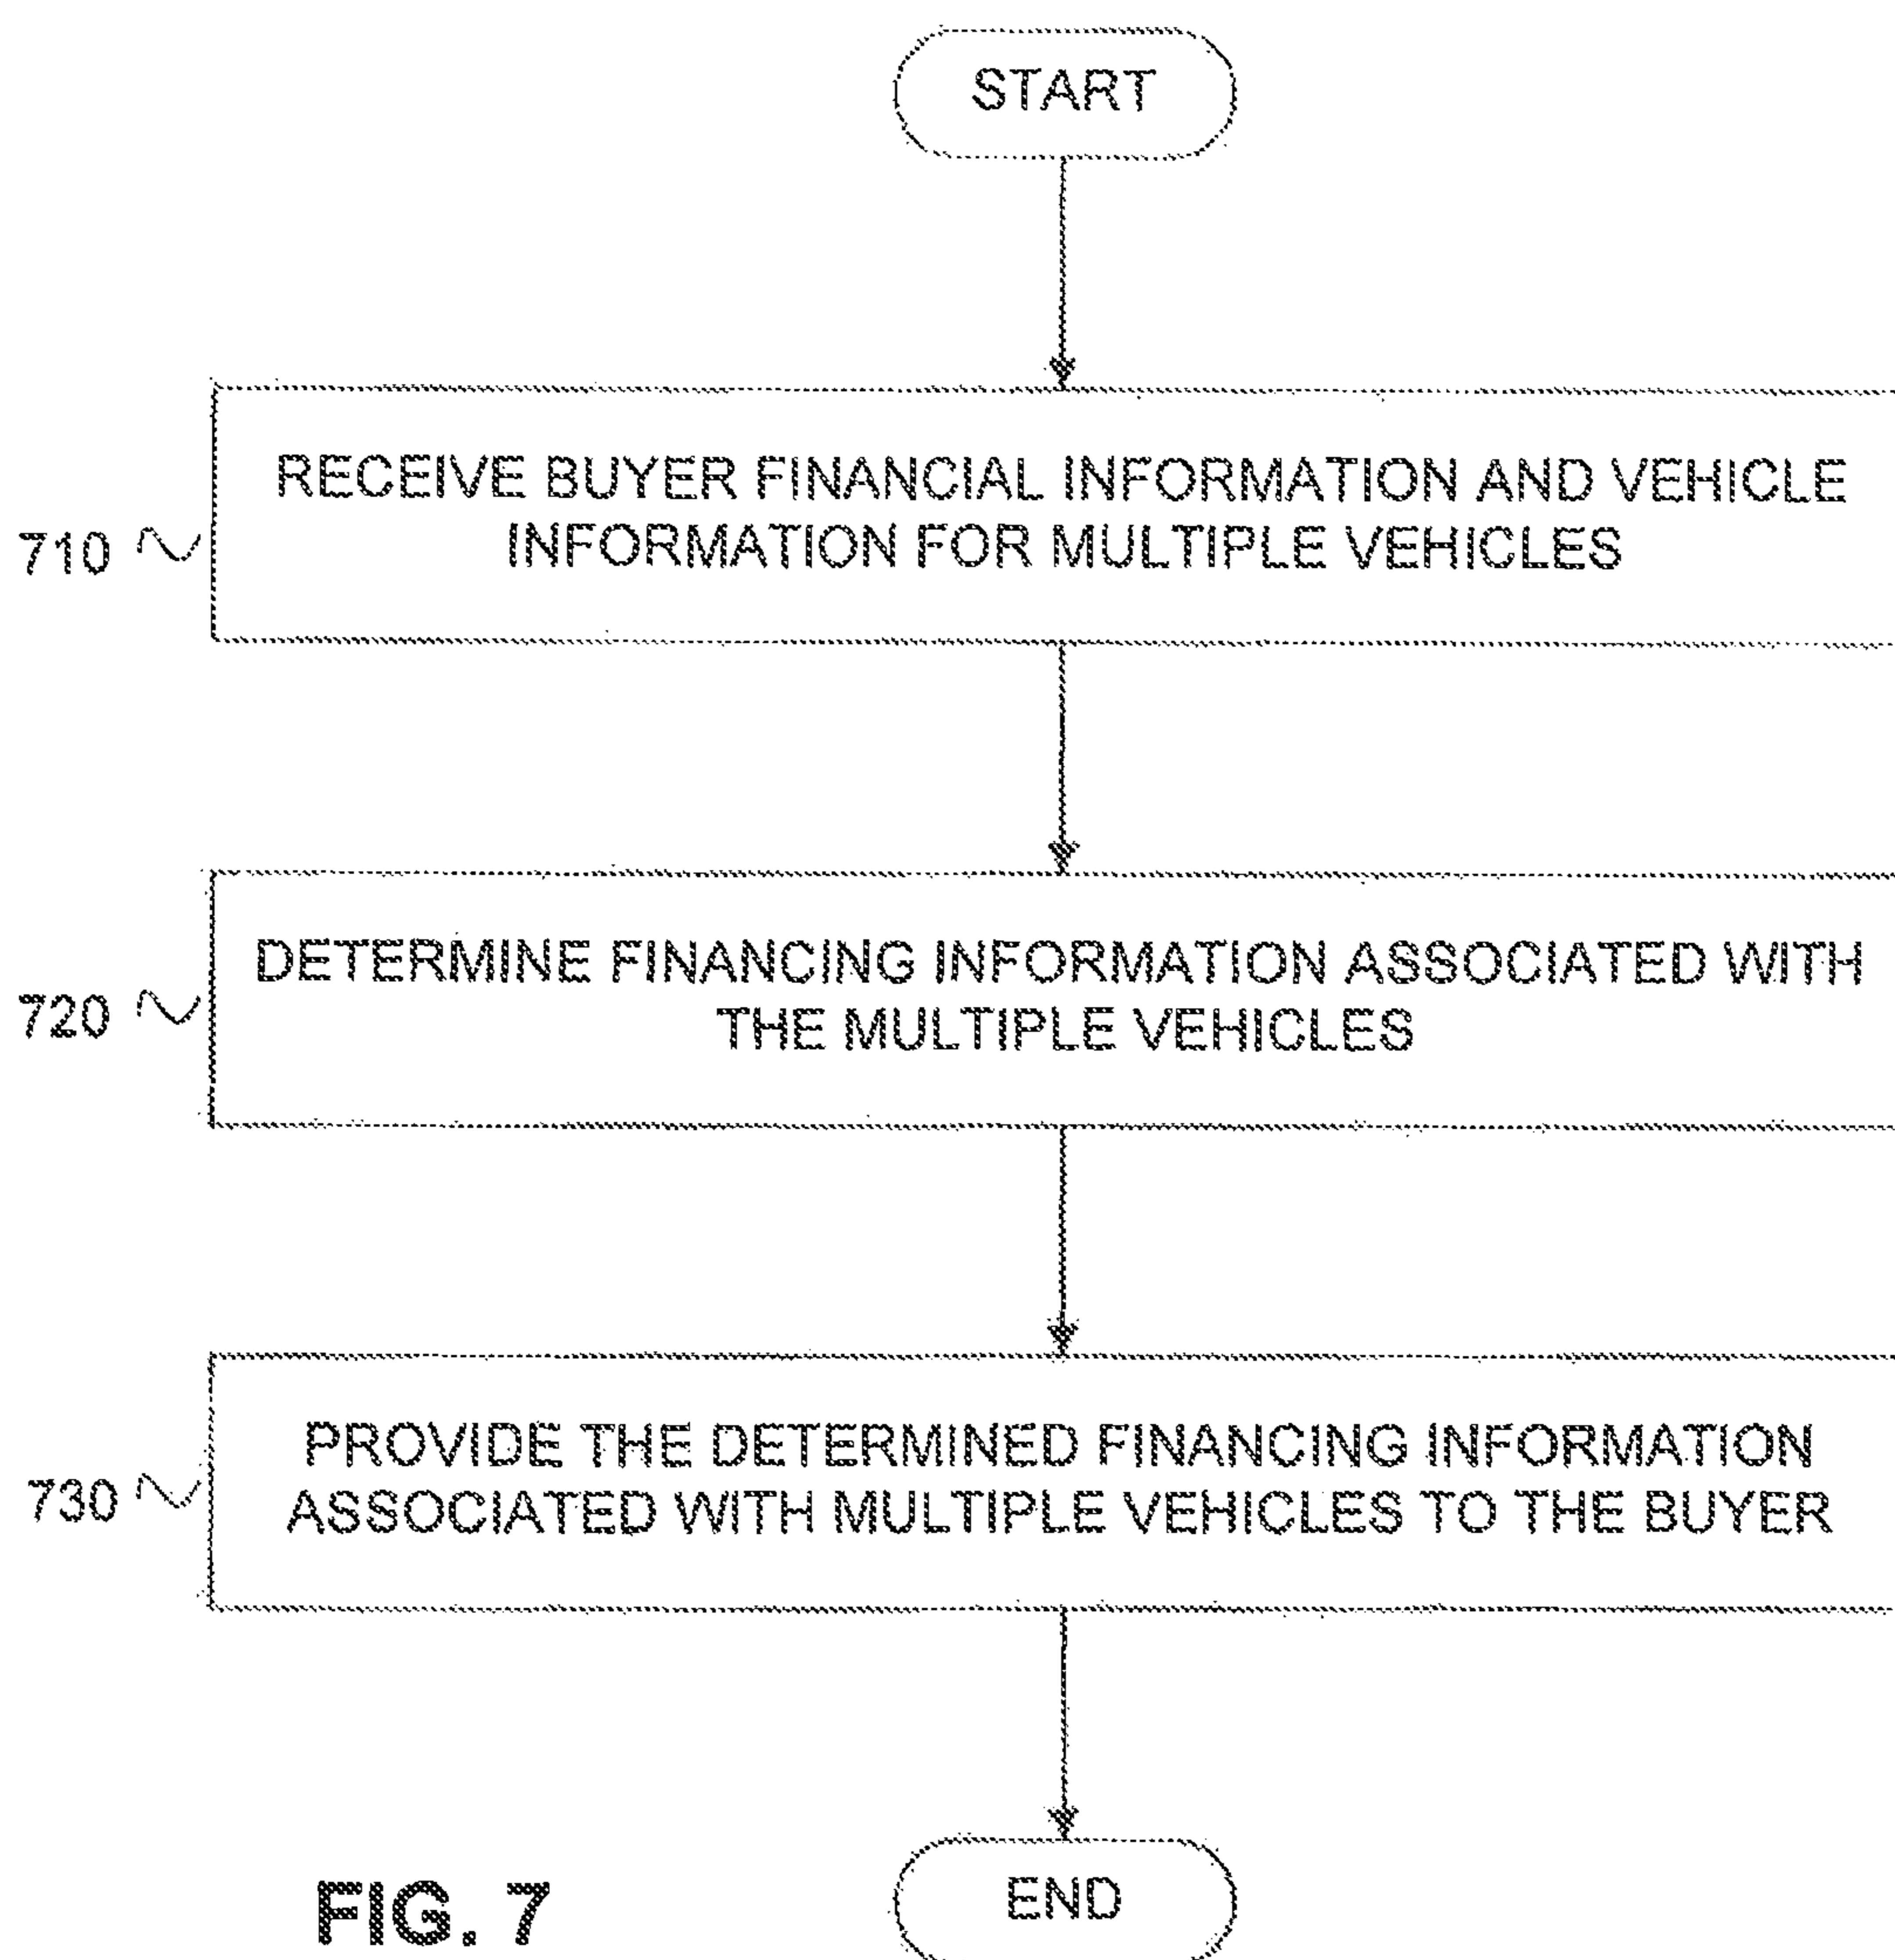 START
RECEIVE BUYER FINANCIAL INFORMATION AND VEHICLE
INFORMATION FOR MULTIPLE VEHICLES
710
DETERMINE FINANCING INFORMATION ASSOCIATED WITH
THE MULTIPLE VEHICLES
720
PROVIDE THE DETERMINED FINANCING INFORMATION
ASSOCIATED WITH MULTIPLE VEHICLES TO THE BUYER
730
END
FIG. 7